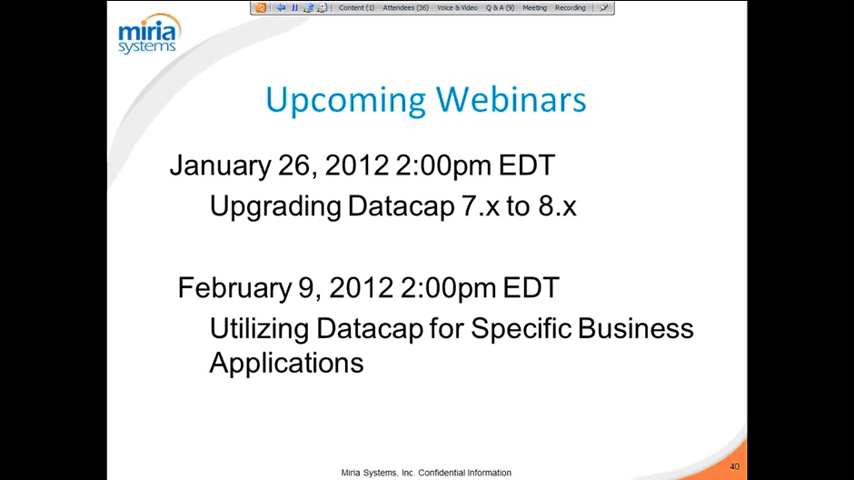 Content (1) Attendees (36) Voice & Video Q & A (9) Meeting Recording
miria
systems
Upcoming Webinars
January 26, 2012 2:00pm EDT
Upgrading Datacap 7.x to 8.x
February 9, 2012 2:00pm EDT
Utilizing Datacap for Specific Business
Applications
Miria Systems, Inc. Confidential Information
40